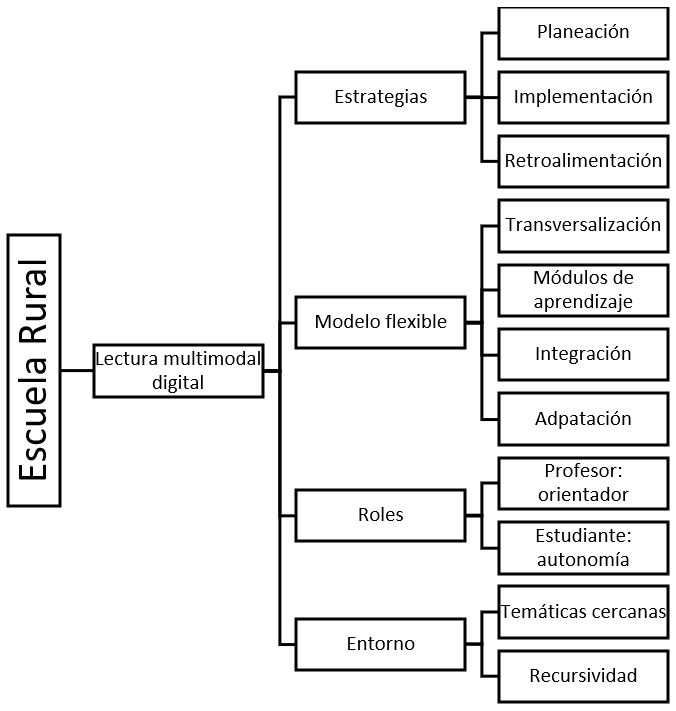 Escuela Rural
Lectura multimodal
digital
Estrategias
Planeación
Implementación
Retroalimentación
Modelo flexible
Transversalización
Módulos de
aprendizaje
Integración
Adpatación
Roles
Profesor:
orientador
Estudiante:
autonomía
Entorno
Temáticas cercanas
Recursividad